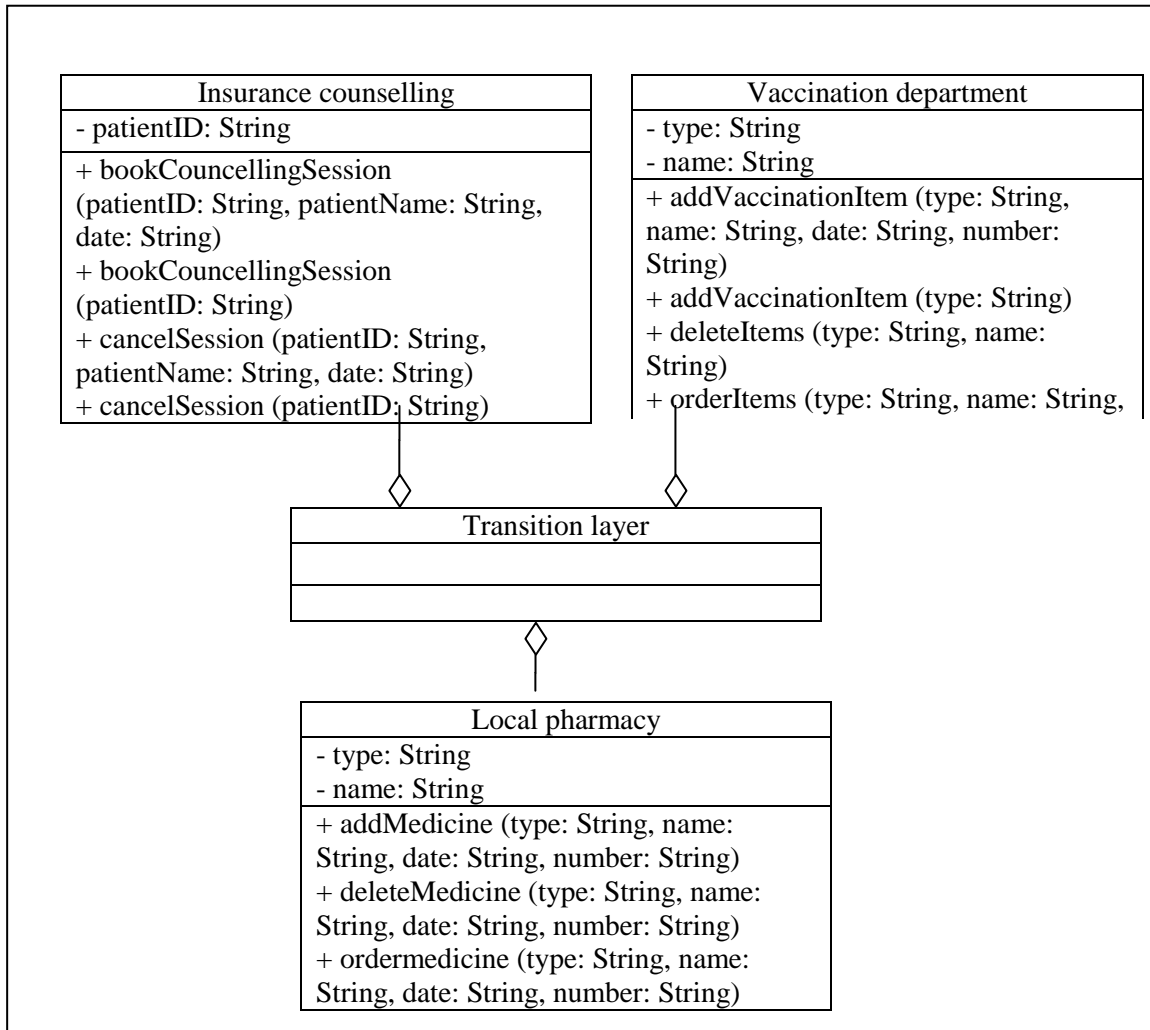 Insurance counselling
- patientID: String
+ bookCouncellingSession
(patientID: String, patientName: String,
date: String)
+ bookCouncellingSession
(patientID: String)
+ cancelSession (patientID: String,
patientName: String, date: String)
+ cancelSession (patientID: String)
Vaccination department
- type: String
- name: String
+ addVaccinationItem (type: String,
name: String, date: String, number:
String)
+ addVaccinationItem (type: String)
+ deleteItems (type: String, name:
String)
+ orderItems (type: String, name: String,
Transition layer
Local pharmacy
- type: String
- name: String
+ addMedicine (type: String, name:
String, date: String, number: String)
+ deleteMedicine (type: String, name:
String, date: String, number: String)
+ ordermedicine (type: String, name:
String, date: String, number: String)